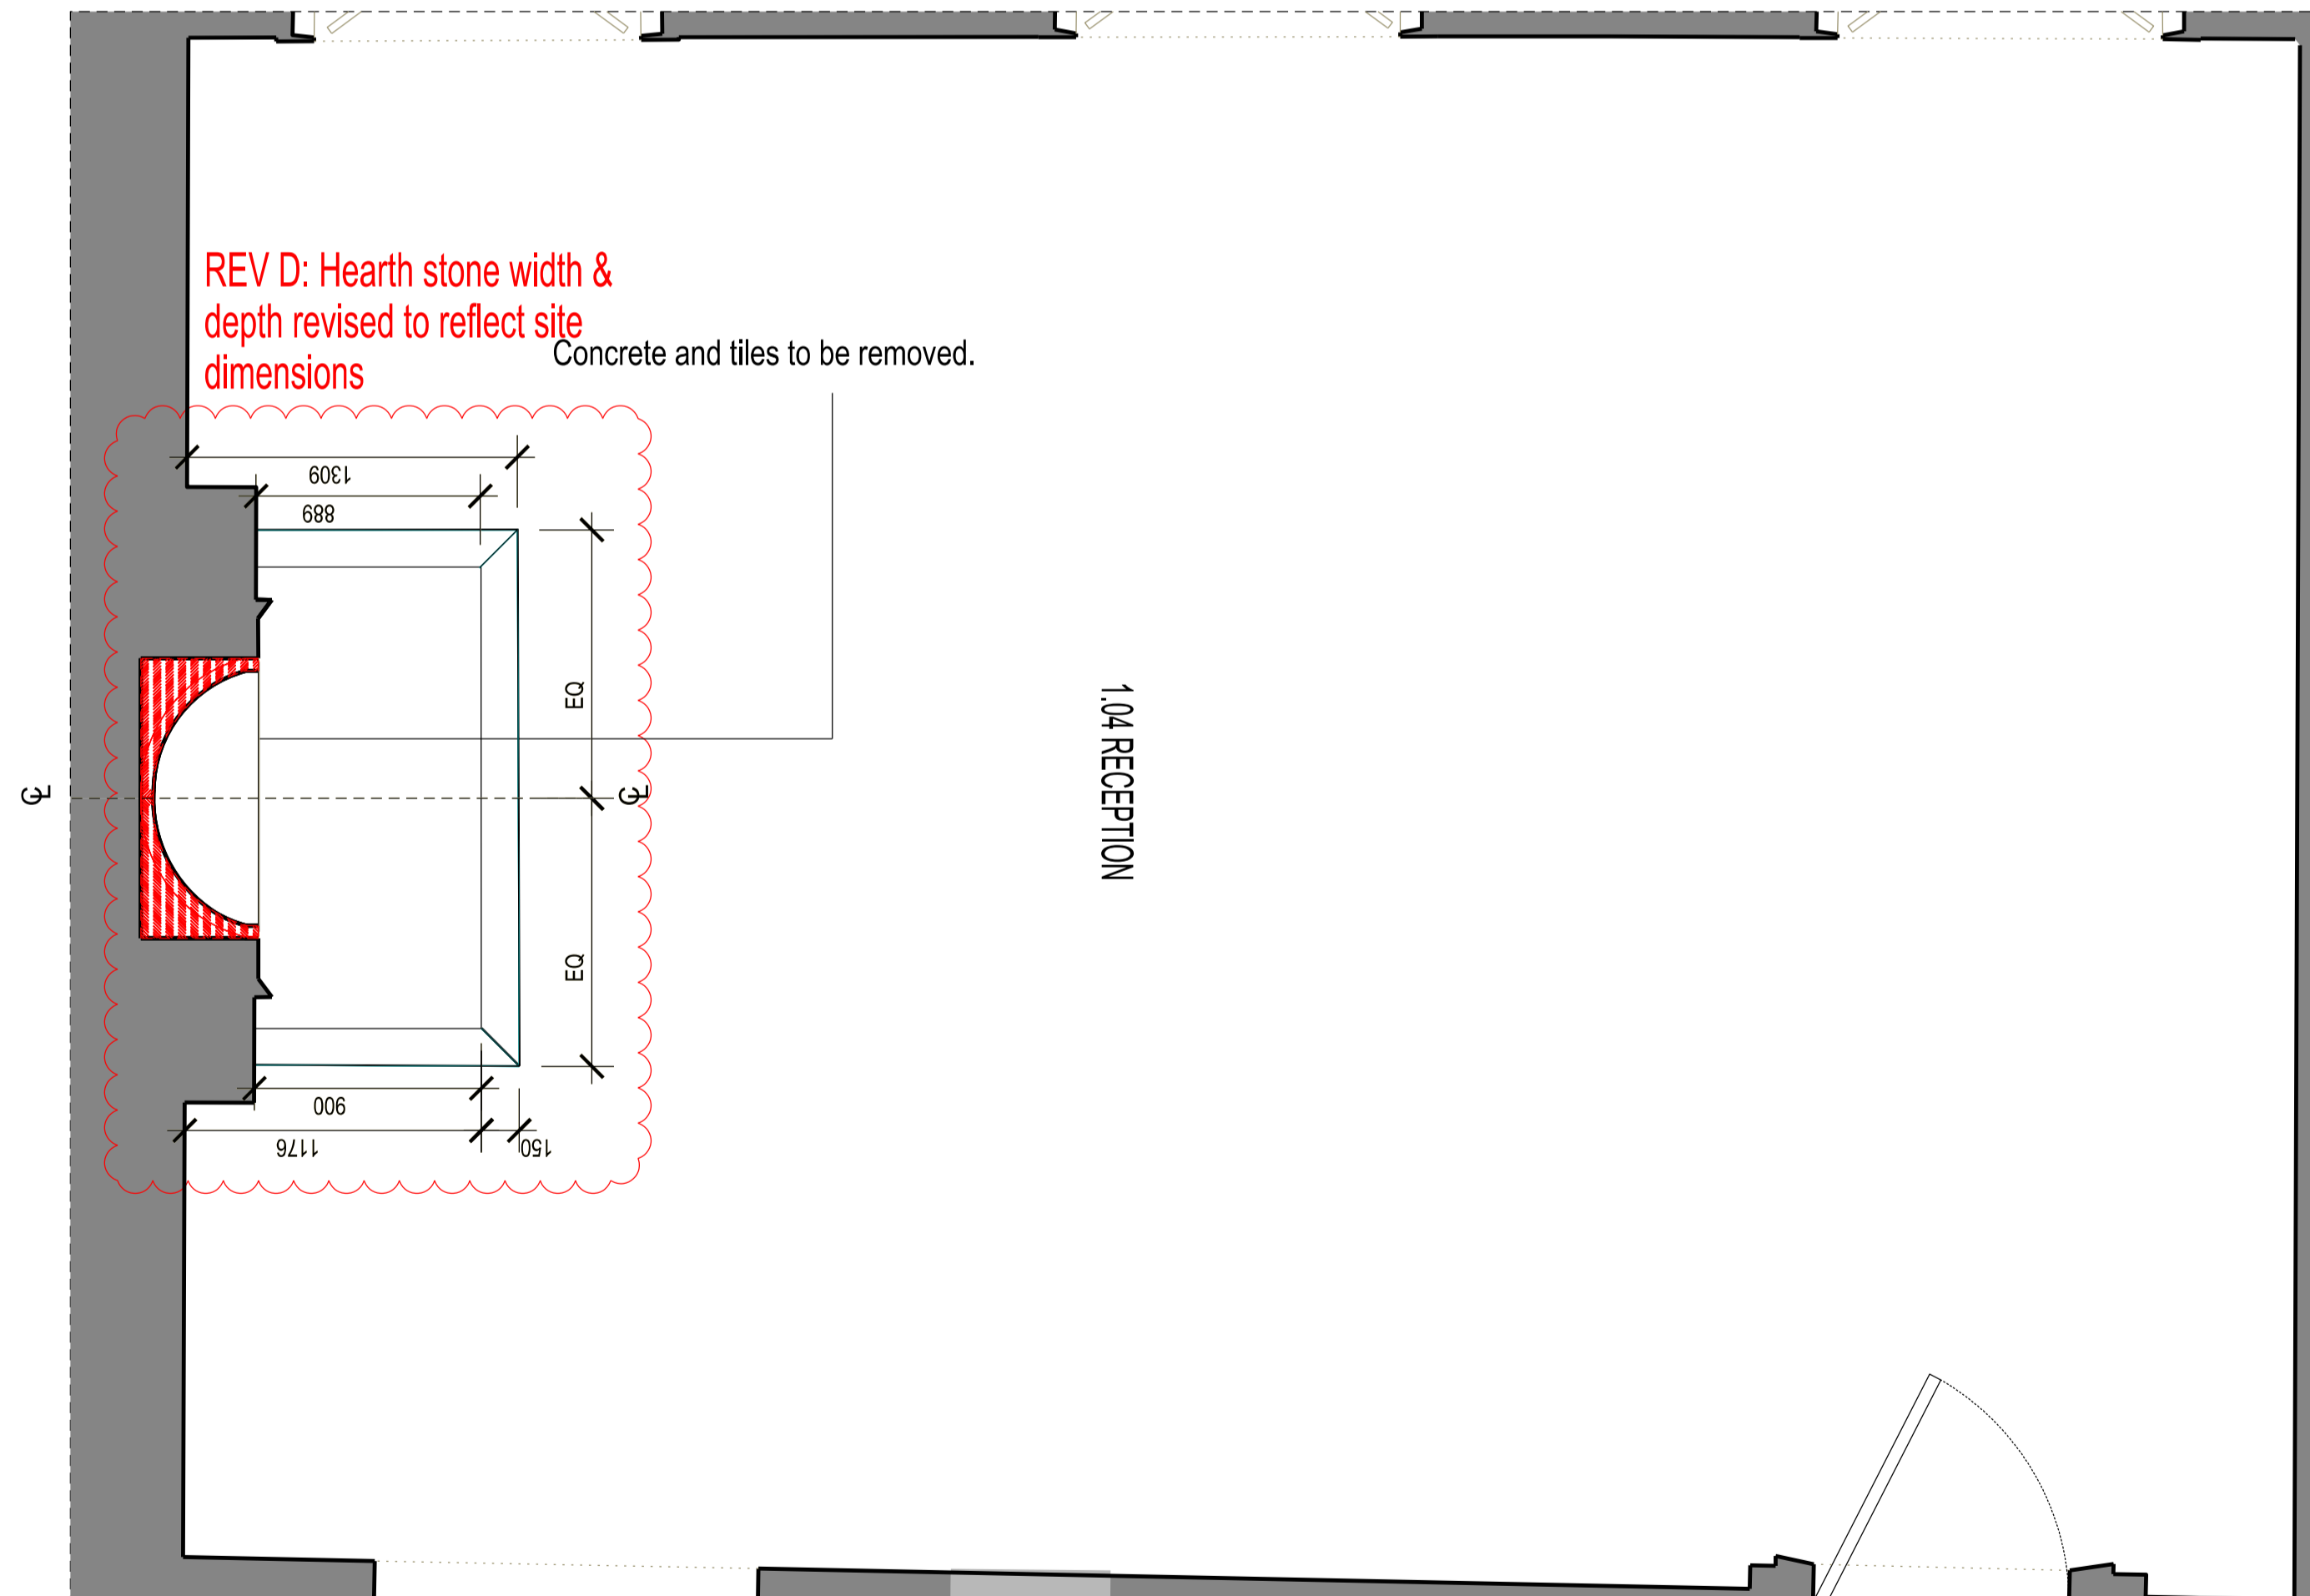 REV D: Hearth stone width &
depth revised to reflect site
dimensions
Concrete and tiles to be removed.
1309
889
EQ
1.04 RECEPTION
℄
℄
EQ
900
1176
150